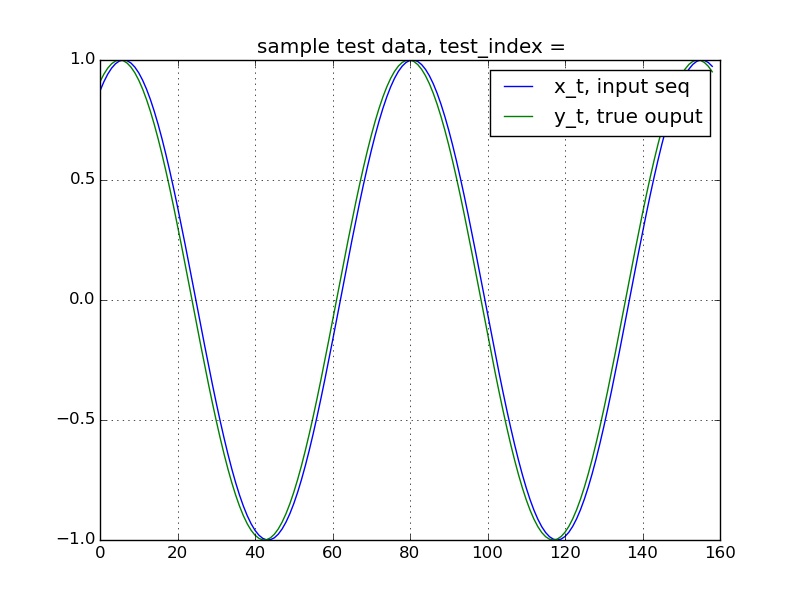 sample test data, test_index =
1.0
0.5
0.0
−0.5
−1.0
x_t, input seq
y_t, true ouput
0 20 40 60 80 100 120 140 160